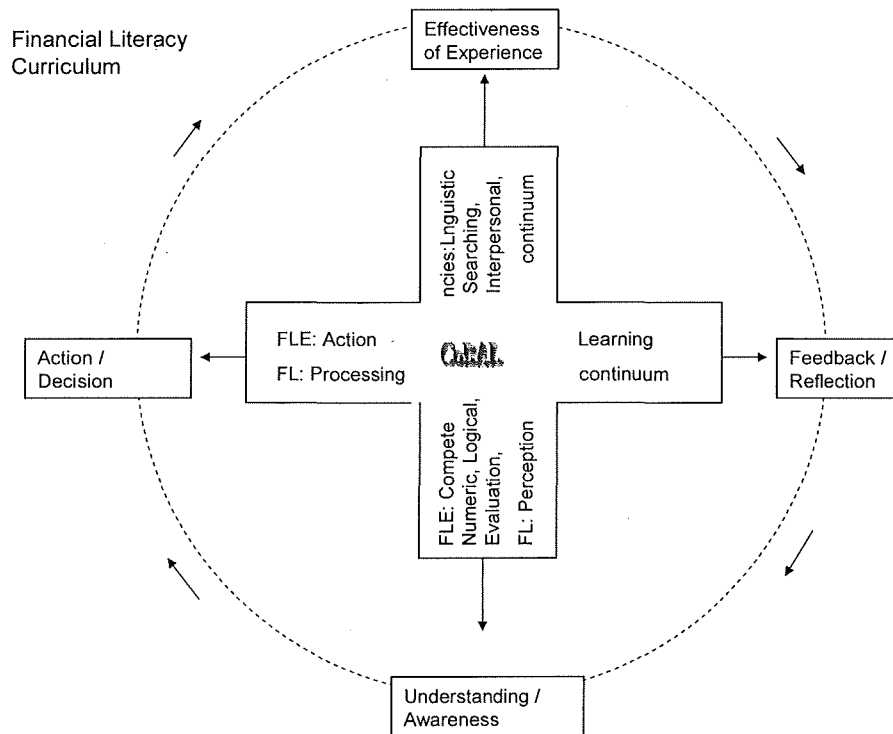 Financial Literacy
Curriculum
Effectiveness
of Experience
ncies:Lnguistic
Searching,
Interpersonal,
continuum
Action /
Decision
FLE: Action
FL: Processing
Learning
continuum
Feedback /
Reflection
FLE: Compete
Numeric, Logical,
Evaluation,
FL: Perception
Understanding /
Awareness